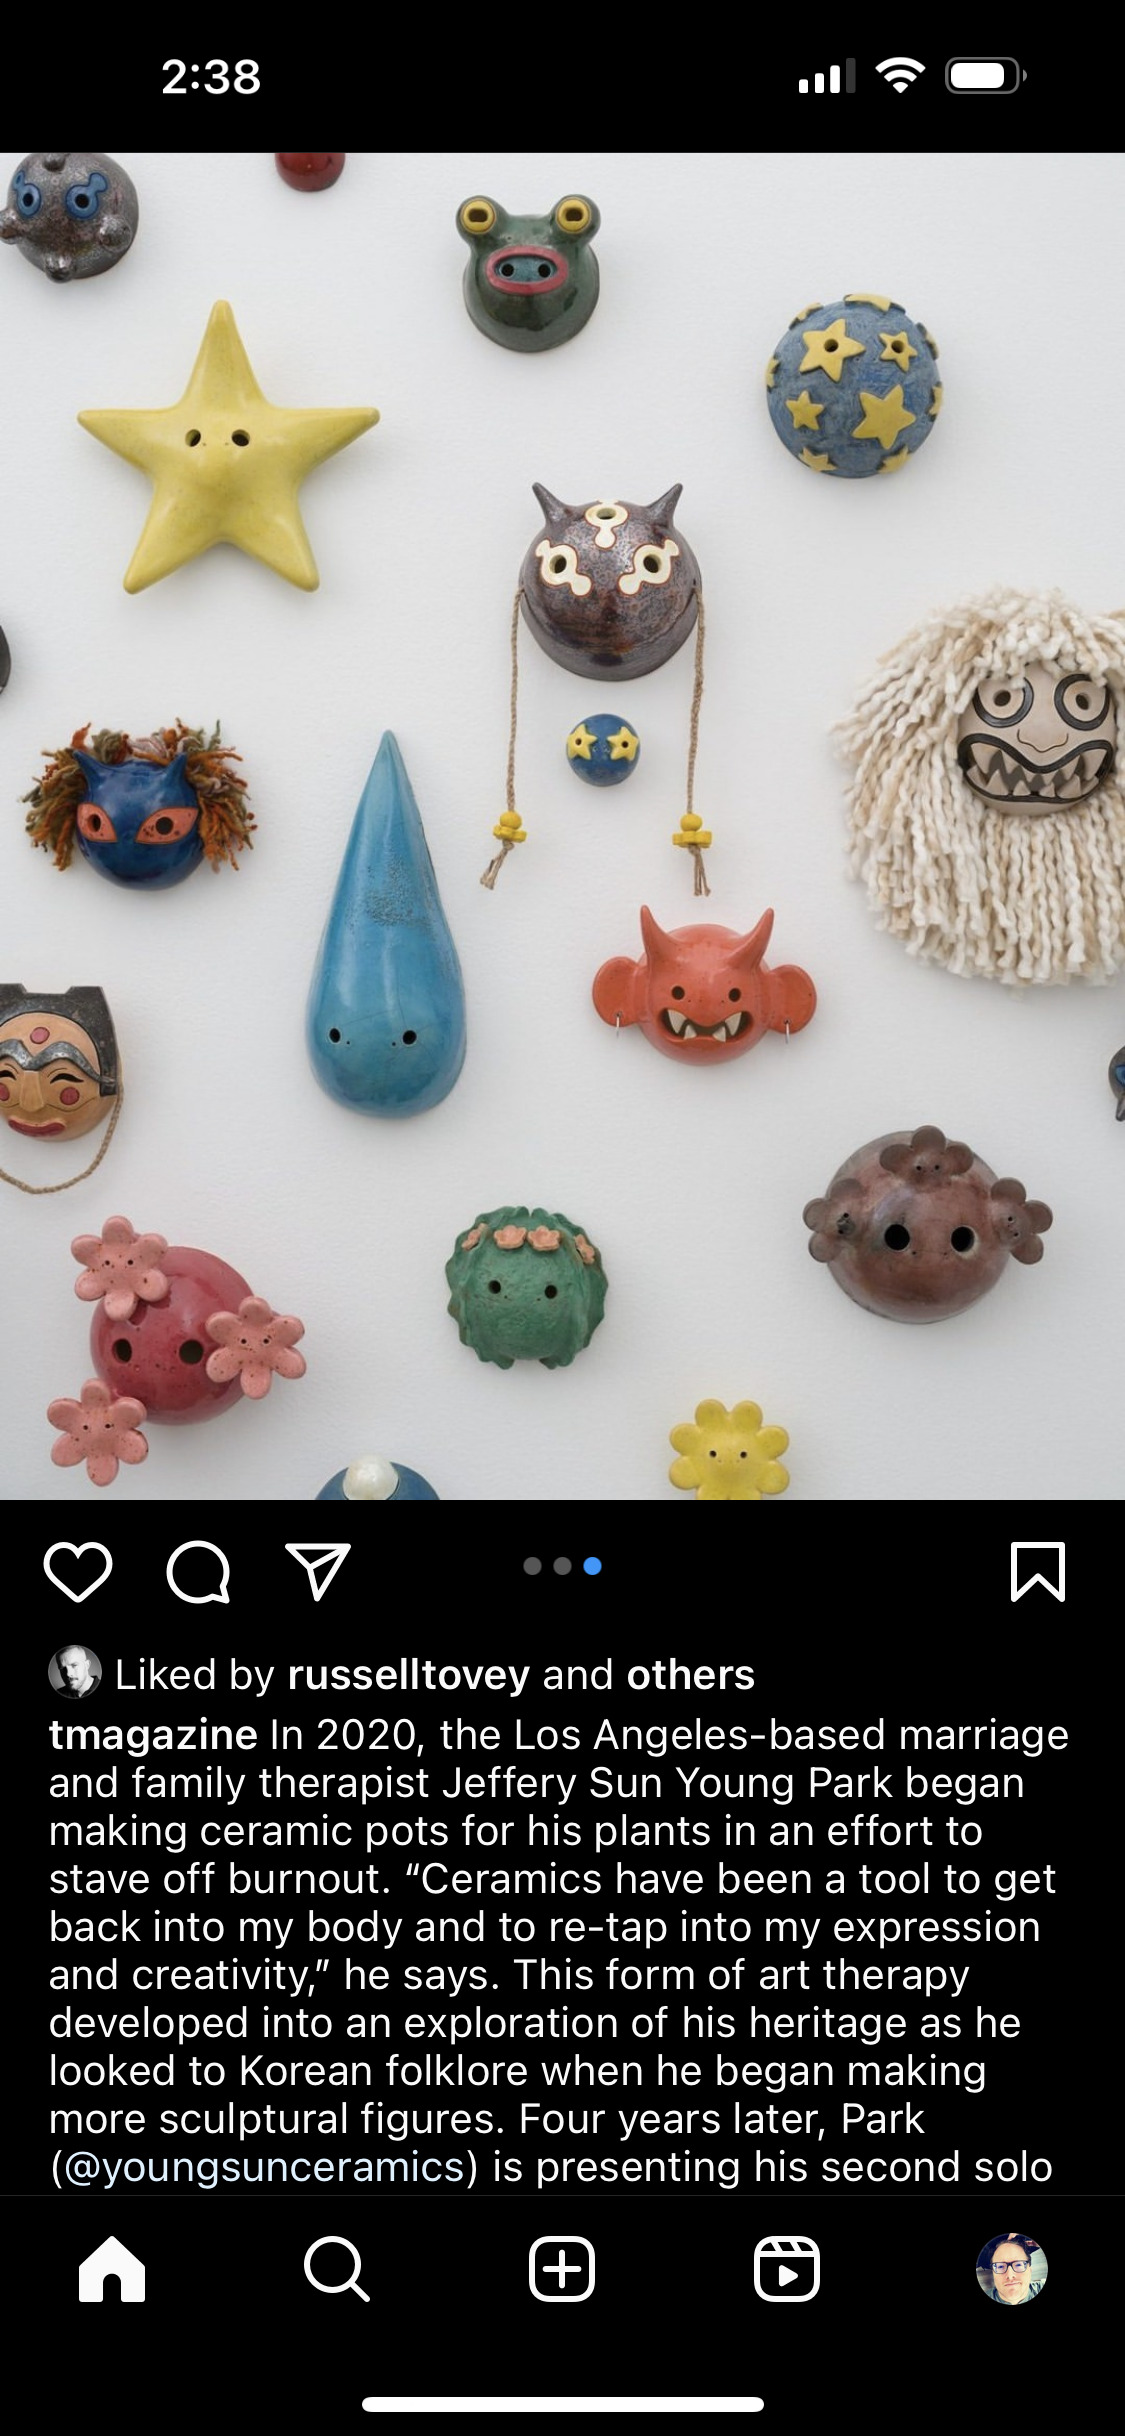 2:38
Liked by russelltovey and others
tmagazine In 2020, the Los Angeles-based marriage
and family therapist Jeffery Sun Young Park began
making ceramic pots for his plants in an effort to
stave off burnout. “Ceramics have been a tool to get
back into my body and to re-tap into my expression
and creativity,” he says. This form of art therapy
developed into an exploration of his heritage as he
looked to Korean folklore when he began making
more sculptural figures. Four years later, Park
(@youngsunceramics) is presenting his second solo